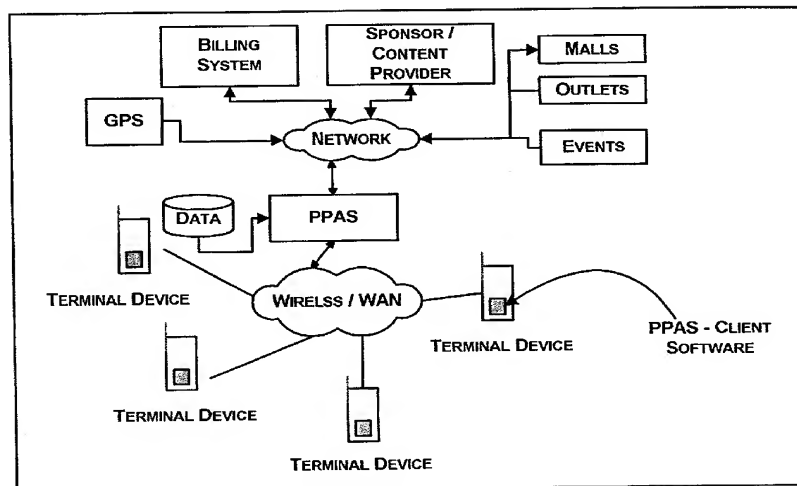 BILLING
SYSTEM
SPONSOR /
CONTENT
PROVIDER
MALLS
OUTLETS
EVENTS
GPS
NETWORK
DATA
PPAS
WIRELSS / WAN
TERMINAL DEVICE
TERMINAL DEVICE
PPAS - CLIENT
SOFTWARE
TERMINAL DEVICE
TERMINAL DEVICE